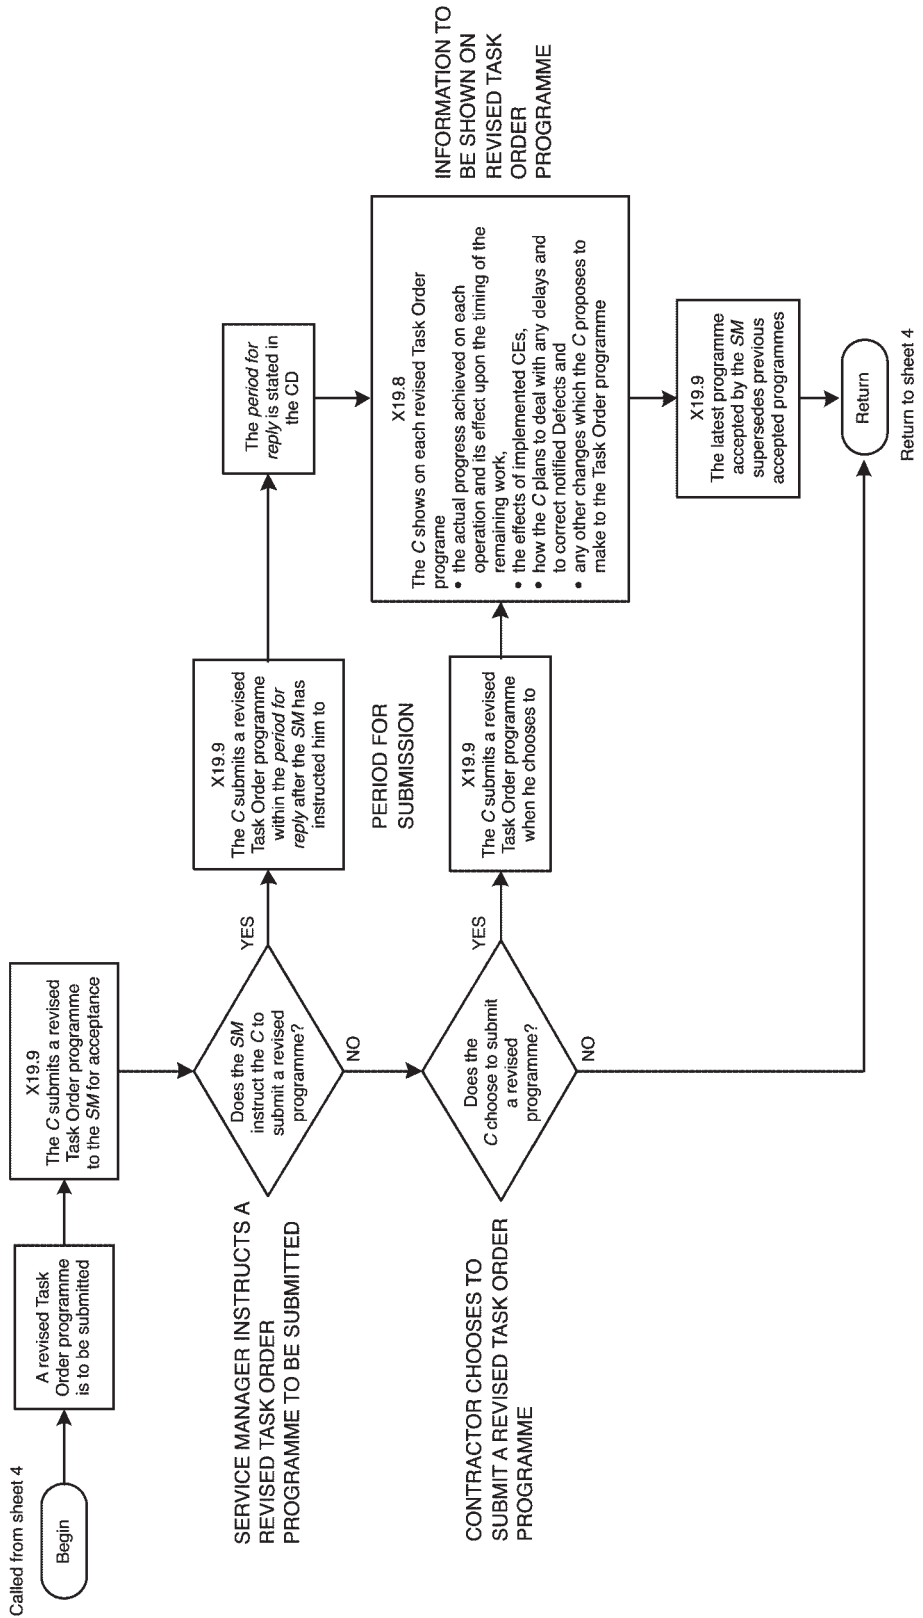 Called from sheet 4
Begin
A revised Task
Order programme
is to be submitted
X19.9
The C submits a revised
Task Order programme
to the SM for acceptance
SERVICE MANAGER INSTRUCTS A
REVISED TASK ORDER
PROGRAMME TO BE SUBMITTED
Does the SM
instruct the C to
submit a revised
programme?
YES
NO
X19.9
The C submits a revised
Task Order programme
within the period for
reply after the SM has
instructed him to
The period for
reply is stated in
the CD
PERIOD FOR
SUBMISSION
CONTRACTOR CHOOSES TO
SUBMIT A REVISED TASK ORDER
PROGRAMME
Does the
C choose to submit
a revised
programme?
YES
NO
X19.9
The C submits a revised
Task Order programme
when he chooses to
X19.8
The C shows on each revised Task Order
programe
• the actual progress achieved on each
operation and its effect upon the timing of the
remaining work,
• the effects of implemented CEs,
• how the C plans to deal with any delays and
to correct notified Defects and
• any other changes which the C proposes to
make to the Task Order programme
INFORMATION TO
BE SHOWN ON
REVISED TASK
ORDER
PROGRAMME
X19.9
The latest programme
accepted by the SM
supersedes previous
accepted programmes
Return
Return to sheet 4